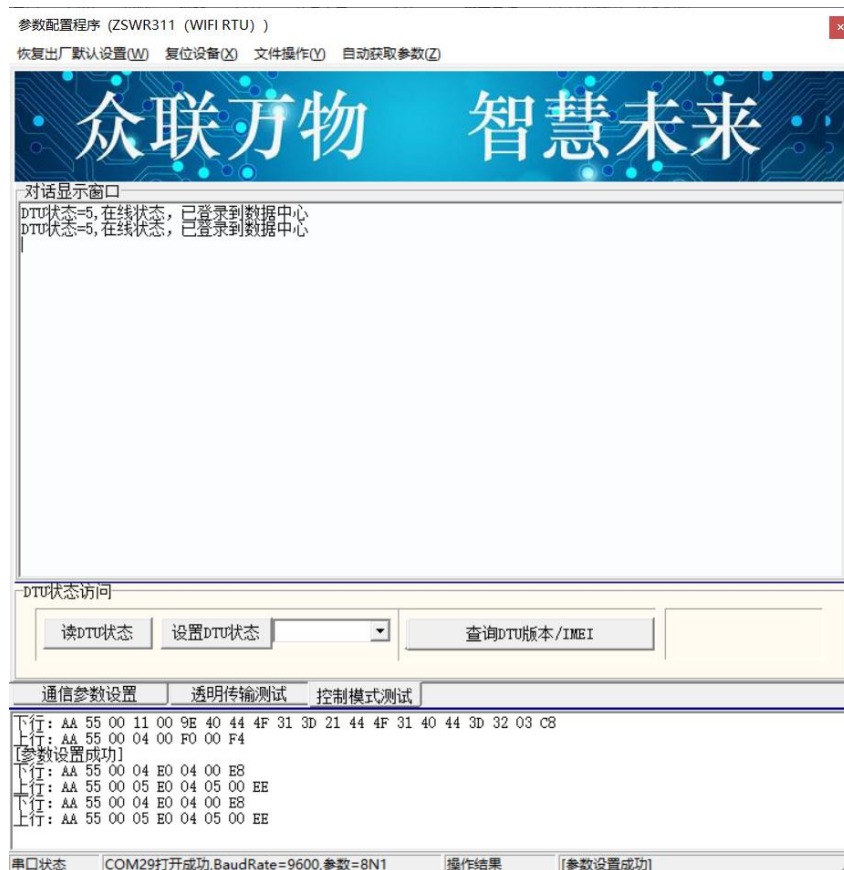 参数配置程序 (ZSWR311（WIFI RTU）)
恢复出厂默认设置(W) 复位设备(X) 文件操作(Y) 自动获取参数(Z)
众联万物 智慧未来
对话显示窗口
DTU状态=5,在线状态，已登录到数据中心
DTU状态=5,在线状态，已登录到数据中心
DTU状态访问
读DTU状态 设置DTU状态 查询DTU版本/IMEI
通信参数设置 透明传输测试 控制模式测试
下行: AA 55 00 11 00 9E 40 44 4F 31 3D 21 44 4F 31 40 44 3D 32 03 C8
上行: AA 55 00 04 00 F0 00 F4
[参数设置成功]
下行: AA 55 00 04 E0 04 00 E8
上行: AA 55 00 05 E0 04 05 00 EE
下行: AA 55 00 04 E0 04 00 E8
上行: AA 55 00 05 E0 04 05 00 EE
串口状态 COM29打开成功,BaudRate=9600,参数=8N1 操作结果 [参数设置成功]